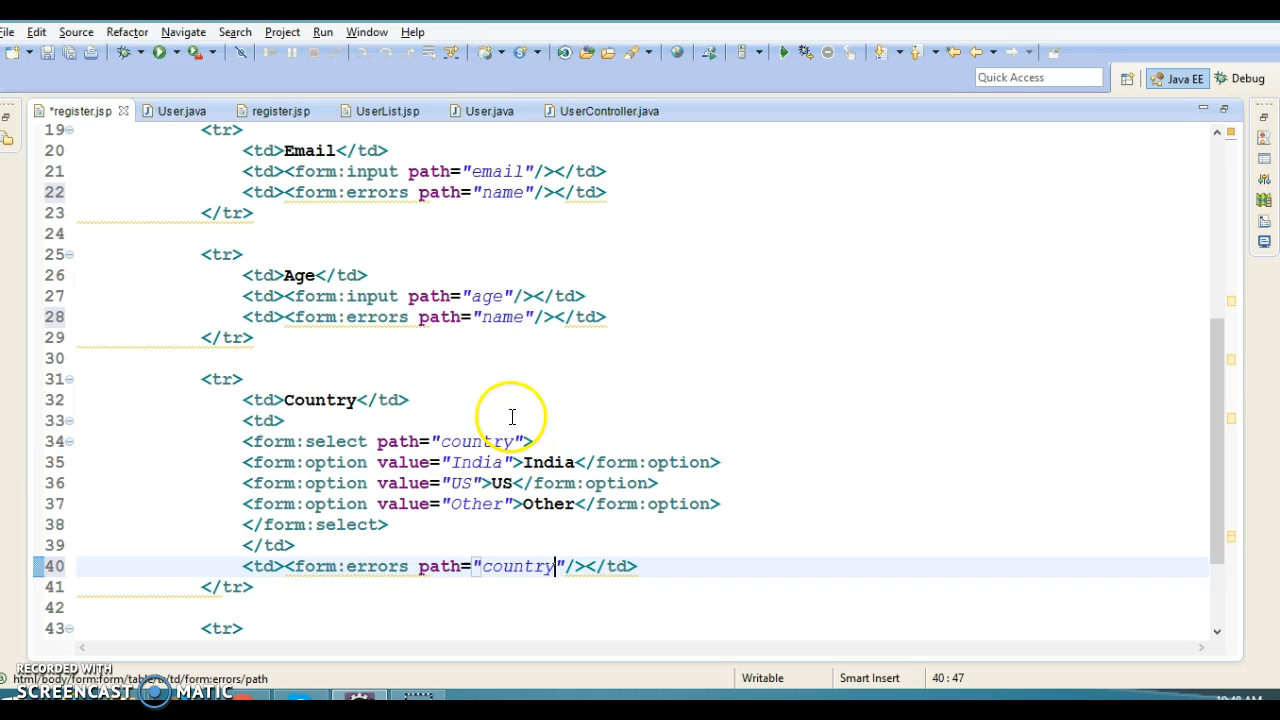 File Edit Source Refactor Navigate Search Project Run Window Help
Quick Access
Java EE
Debug
*register.jsp User.java register.jsp UserList.jsp User.java UserController.java
19 <tr>
20 <td>Email</td>
21 <td><form:input path="email"/></td>
22 <td><form:errors path="name"/></td>
23 </tr>
24
25 <tr>
26 <td>Age</td>
27 <td><form:input path="age"/></td>
28 <td><form:errors path="name"/></td>
29 </tr>
30
31 <tr>
32 <td>Country</td>
33 <td>
34 <form:select path="country">
35 <form:option value="India">India</form:option>
36 <form:option value="US">US</form:option>
37 <form:option value="Other">Other</form:option>
38 </form:select>
39 </td>
40 <td><form:errors path="country"/></td>
41 </tr>
42
43 <tr>
RECORDED WITH
html/body/form:form/table/tr/td/form:errors/path
Writable Smart Insert 40 : 47
SCREENCAST MATIC